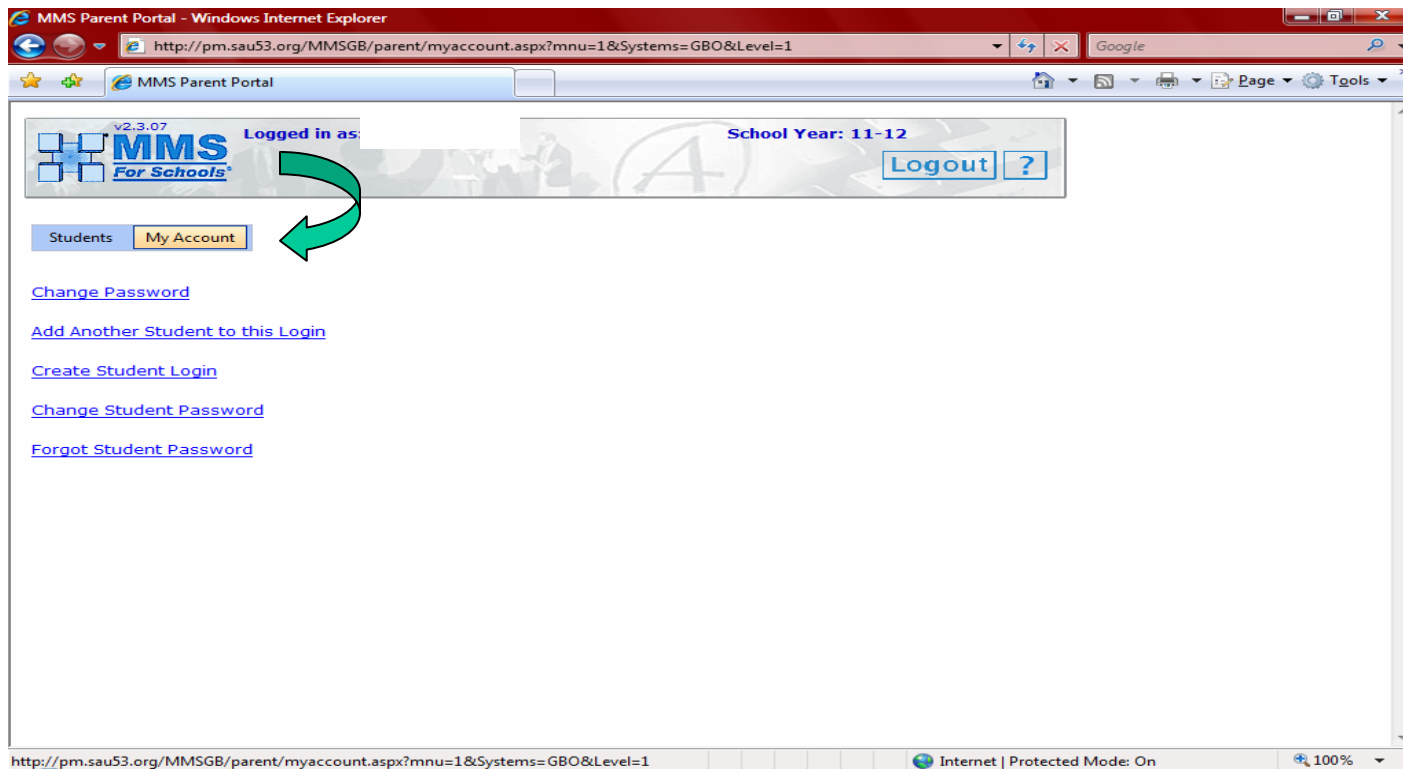 MMS Parent Portal - Windows Internet Explorer
http://pm.sau53.org/MMSGB/parent/myaccount.aspx?mnu=1&Systems=GBO&Level=1
Google
MMS Parent Portal
Page
Tools
v2.3.07
MMS
For Schools
Logged in as:
School Year: 11-12
Logout
?
Students
My Account
Change Password
Add Another Student to this Login
Create Student Login
Change Student Password
Forgot Student Password
http://pm.sau53.org/MMSGB/parent/myaccount.aspx?mnu=1&Systems=GBO&Level=1
Internet | Protected Mode: On
100%